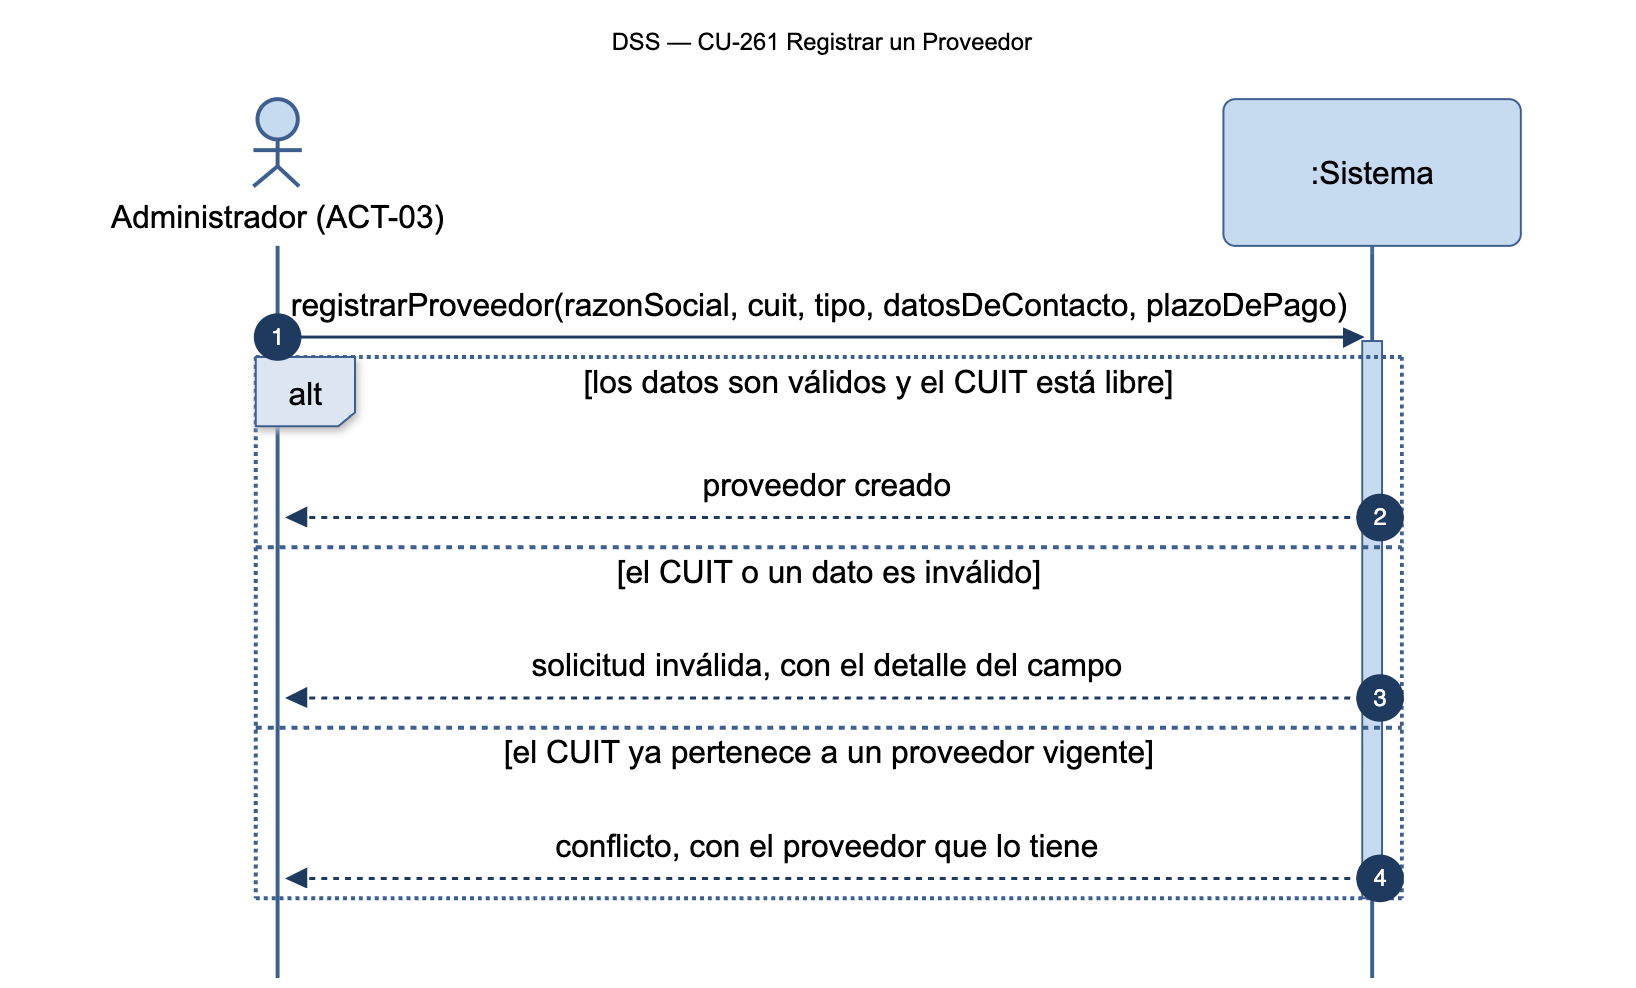 DSS — CU-261 Registrar un Proveedor
:Sistema
Administrador (ACT-03)
registrarProveedor(razonSocial, cuit, tipo, datosDeContacto, plazoDePago)
1
alt
[los datos son válidos y el CUIT está libre]
proveedor creado
2
[el CUIT o un dato es inválido]
solicitud inválida, con el detalle del campo
3
[el CUIT ya pertenece a un proveedor vigente]
conflicto, con el proveedor que lo tiene
4